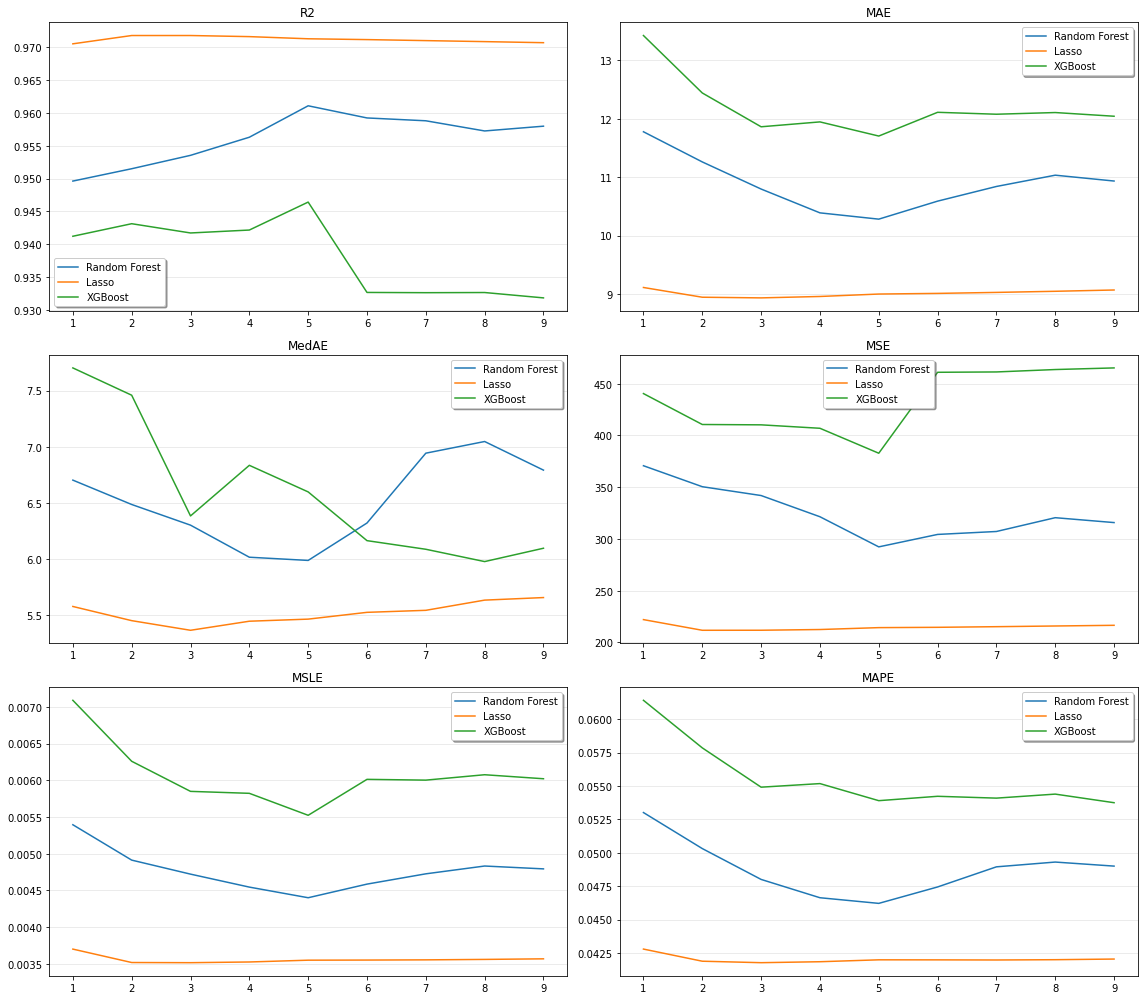 R2
0.970
0.965
0.960
0.955
0.950
0.945
0.940
0.935
0.930
Random Forest
Lasso
XGBoost
1 2 3 4 5 6 7 8 9
MAE
13
12
11
10
9
Random Forest
Lasso
XGBoost
1 2 3 4 5 6 7 8 9
MedAE
7.5
7.0
6.5
6.0
5.5
Random Forest
Lasso
XGBoost
1 2 3 4 5 6 7 8 9
MSE
450
400
350
300
250
200
Random Forest
Lasso
XGBoost
1 2 3 4 5 6 7 8 9
MSLE
0.0070
0.0065
0.0060
0.0055
0.0050
0.0045
0.0040
0.0035
Random Forest
Lasso
XGBoost
1 2 3 4 5 6 7 8 9
MAPE
0.0600
0.0575
0.0550
0.0525
0.0500
0.0475
0.0450
0.0425
Random Forest
Lasso
XGBoost
1 2 3 4 5 6 7 8 9